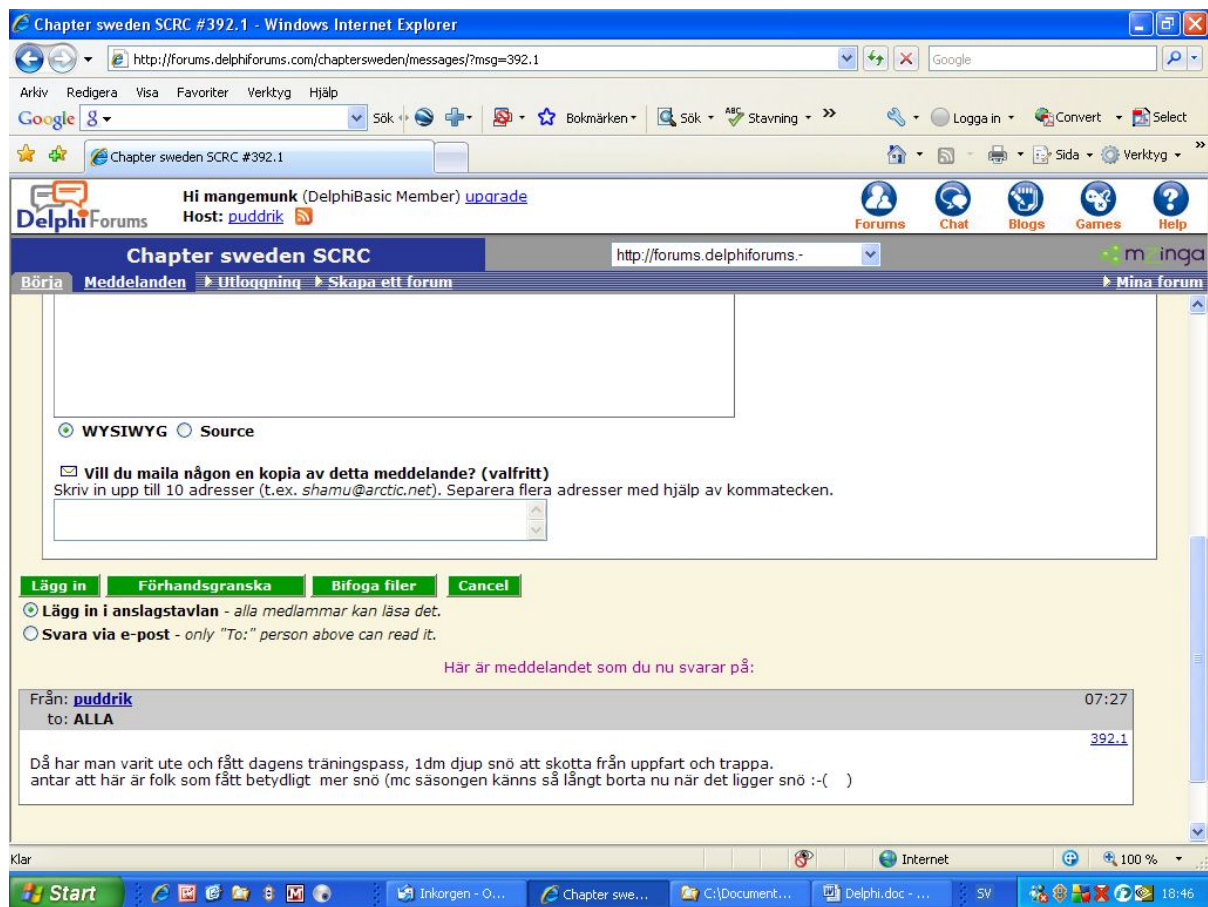 Chapter sweden SCRC #392.1 - Windows Internet Explorer
http://forums.delphiforums.com/chaptersweden/messages/?msg=392.1
Google
Arkiv Redigera Visa Favoriter Verktyg Hjälp
Google Sök Bokmärken Sök Stavning Logga in Convert Select
Chapter sweden SCRC #392.1 Sida Verktyg
DelphiForums
Hi mangemunk (DelphiBasic Member) upgrade
Host: puddrik
Forums Chat Blogs Games Help
Chapter sweden SCRC http://forums.delphiforums.- mzinga
Börja Meddelanden Utloggning Skapa ett forum Mina forum
WYSIWYG Source
Vill du maila någon en kopia av detta meddelande? (valfritt)
Skriv in upp till 10 adresser (t.ex. shamu@arctic.net). Separera flera adresser med hjälp av kommatecken.
Lägg in Förhandsgranska Bifoga filer Cancel
Lägg in i anslagstavlan - alla medlammar kan läsa det.
Svara via e-post - only "To:" person above can read it.
Här är meddelandet som du nu svarar på:
Från: puddrik 07:27
to: ALLA
392.1
Då har man varit ute och fått dagens träningspass, 1dm djup snö att skotta från uppfart och trappa.
antar att här är folk som fått betydligt mer snö (mc säsongen känns så långt borta nu när det ligger snö :-( )
Klar Internet 100 %
Start Inkorgen - O... Chapter swe... C:\Document... Delphi.doc - ... SV 18:46